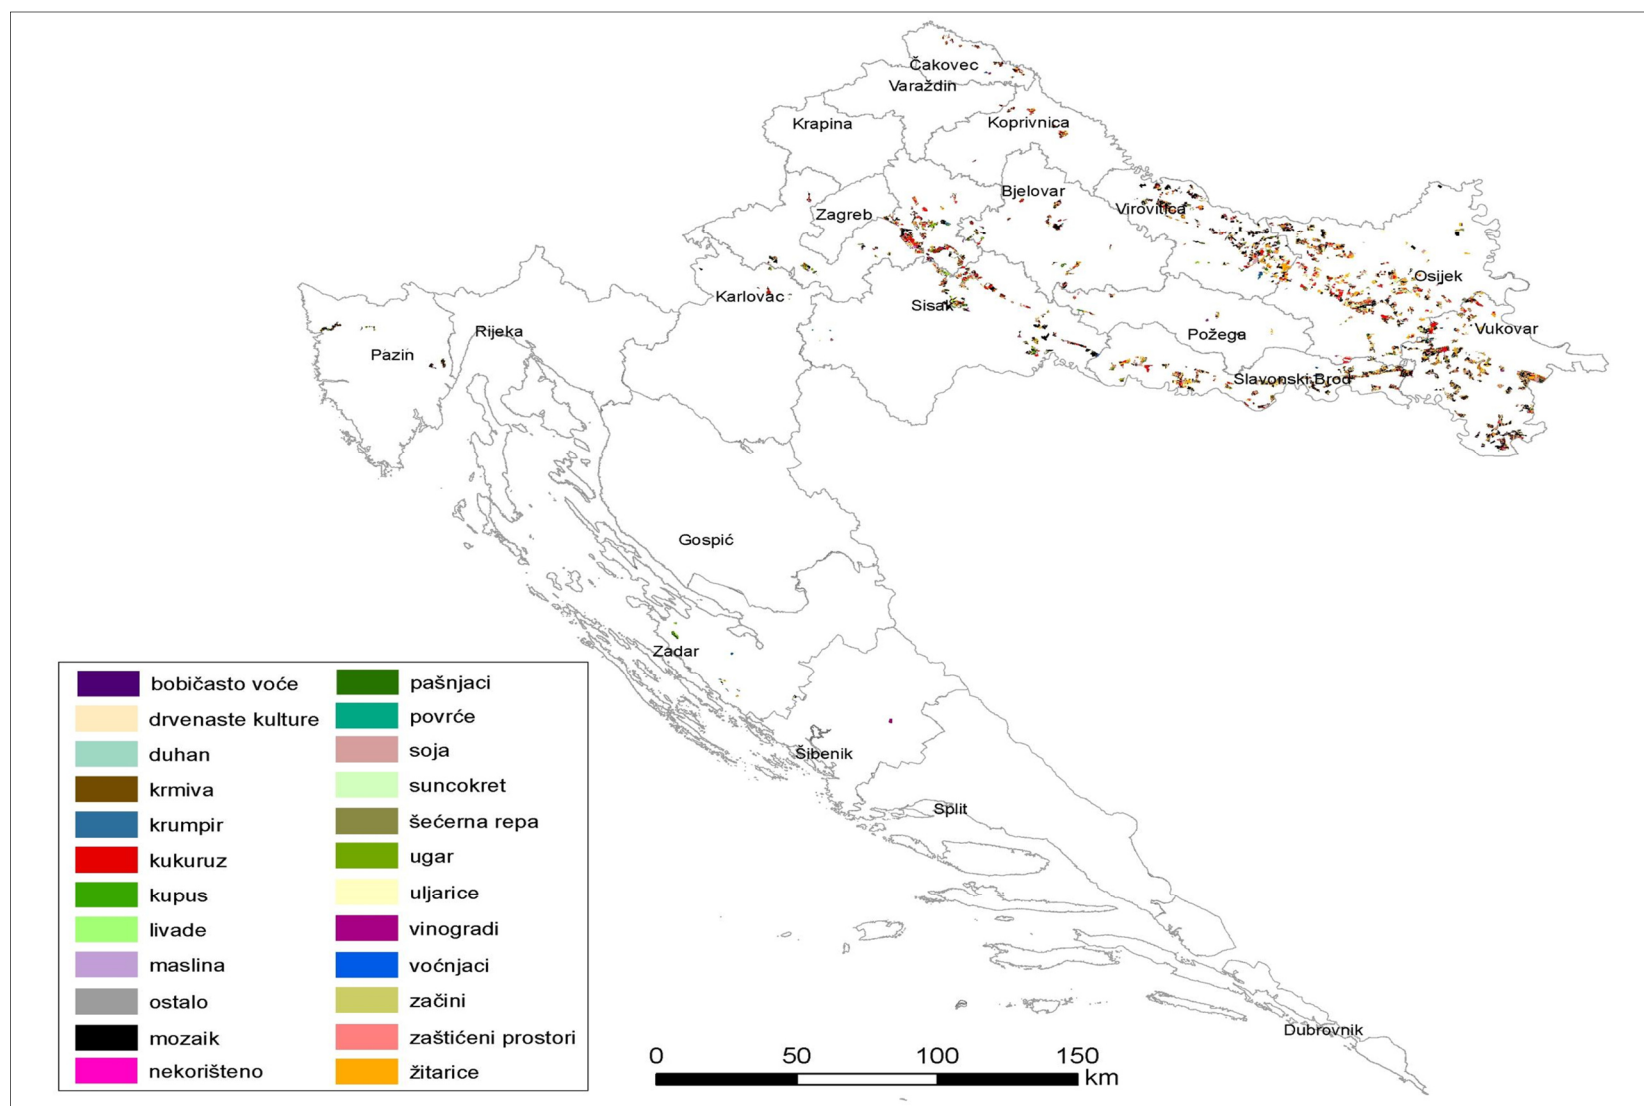 Čakovec
Varaždin
Krapina
Koprivnica
Bjelovar
Virovitica
Zagreb
Osijek
Karlovac
Sisak
Rijeka
Požega
Vukovar
Pazin
Slavonski Brod
Gospić
Zadar
Šibenik
Split
Dubrovnik
bobičasto voće
drvenaste kulture
duhan
krmiva
krumpir
kukuruz
kupus
livade
maslina
ostalo
mozaik
nekorišteno
pašnjaci
povrće
soja
suncokret
šećerna repa
ugar
uljarice
vinogradi
voćnjaci
začini
zaštićeni prostori
žitarice
0 50 100 150
km